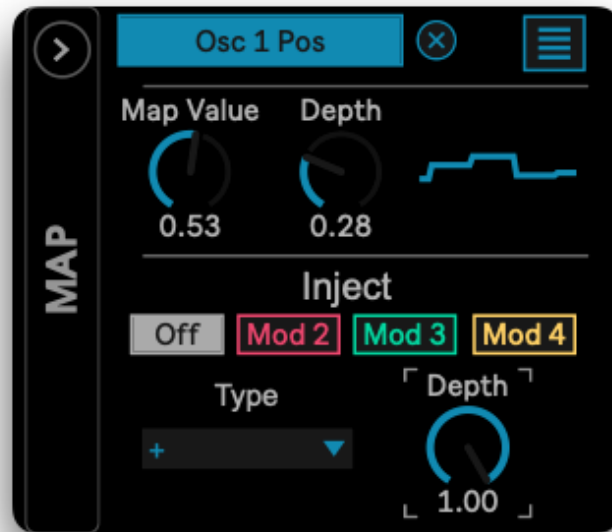 MAP
Osc 1 Pos
Map Value Depth
0.53 0.28
Inject
Off Mod 2 Mod 3 Mod 4
Type Depth
+
1.00